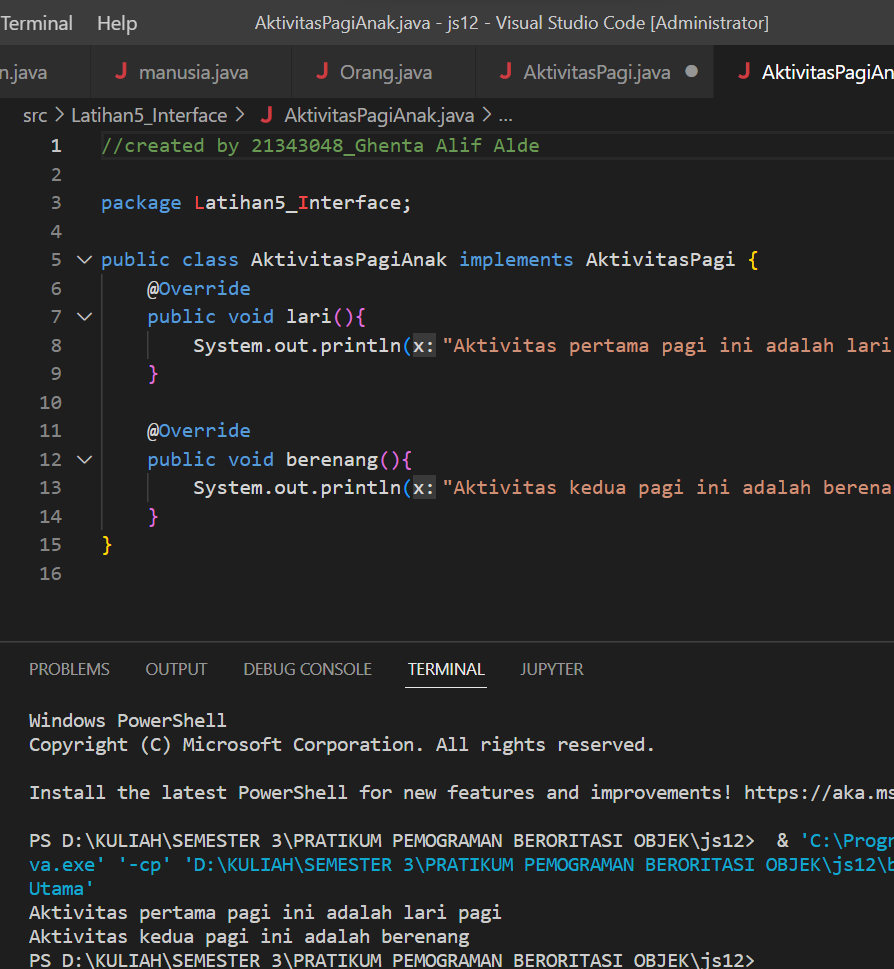 Terminal Help AktivitasPagiAnak.java - js12 - Visual Studio Code [Administrator]
n.java J manusia.java J Orang.java J AktivitasPagi.java ● J AktivitasPagiAn
src > Latihan5_Interface > J AktivitasPagiAnak.java > ...
1 //created by 21343048_Ghenta Alif Alde
2
3 package Latihan5_Interface;
4
5 public class AktivitasPagiAnak implements AktivitasPagi {
6 @Override
7 public void lari(){
8 System.out.println(x: "Aktivitas pertama pagi ini adalah lari
9 }
10
11 @Override
12 public void berenang(){
13 System.out.println(x: "Aktivitas kedua pagi ini adalah berena
14 }
15 }
16
PROBLEMS OUTPUT DEBUG CONSOLE TERMINAL JUPYTER
Windows PowerShell
Copyright (C) Microsoft Corporation. All rights reserved.
Install the latest PowerShell for new features and improvements! https://aka.ms
PS D:\KULIAH\SEMESTER 3\PRATIKUM PEMOGRAMAN BERORITASI OBJEK\js12> & 'C:\Progr
va.exe' '-cp' 'D:\KULIAH\SEMESTER 3\PRATIKUM PEMOGRAMAN BERORITASI OBJEK\js12\b
Utama'
Aktivitas pertama pagi ini adalah lari pagi
Aktivitas kedua pagi ini adalah berenang
PS D:\KULIAH\SEMESTER 3\PRATIKUM PEMOGRAMAN BERORITASI OBJEK\js12>